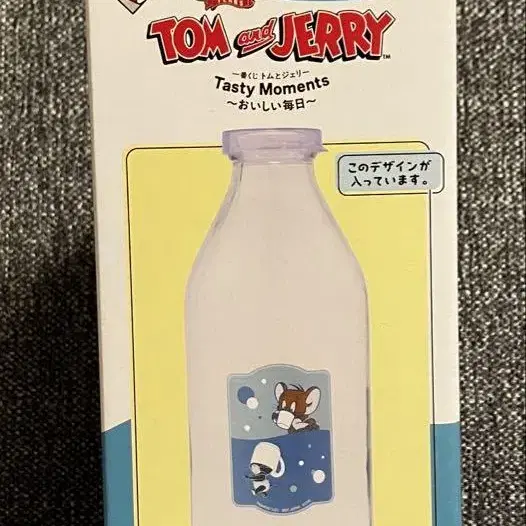 TOM and JERRY™
一番くじ トムとジェリー
Tasty Moments
～おいしい毎日～
このデザインが
入っています。